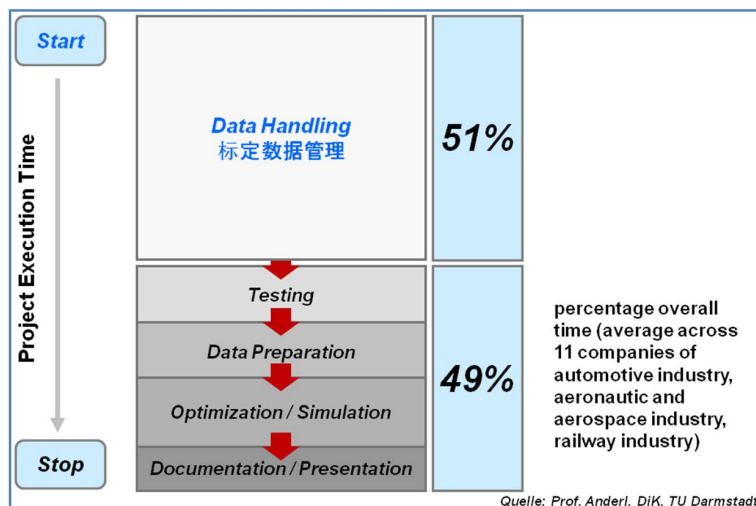 Start
Project Execution Time
Stop
Data Handling
标定数据管理
51%
Testing
Data Preparation
Optimization / Simulation
Documentation / Presentation
49%
percentage overall
time (average across
11 companies of
automotive industry,
aeronautic and
aerospace industry,
railway industry)
Quelle: Prof. Anderl, DiK, TU Darmstadt